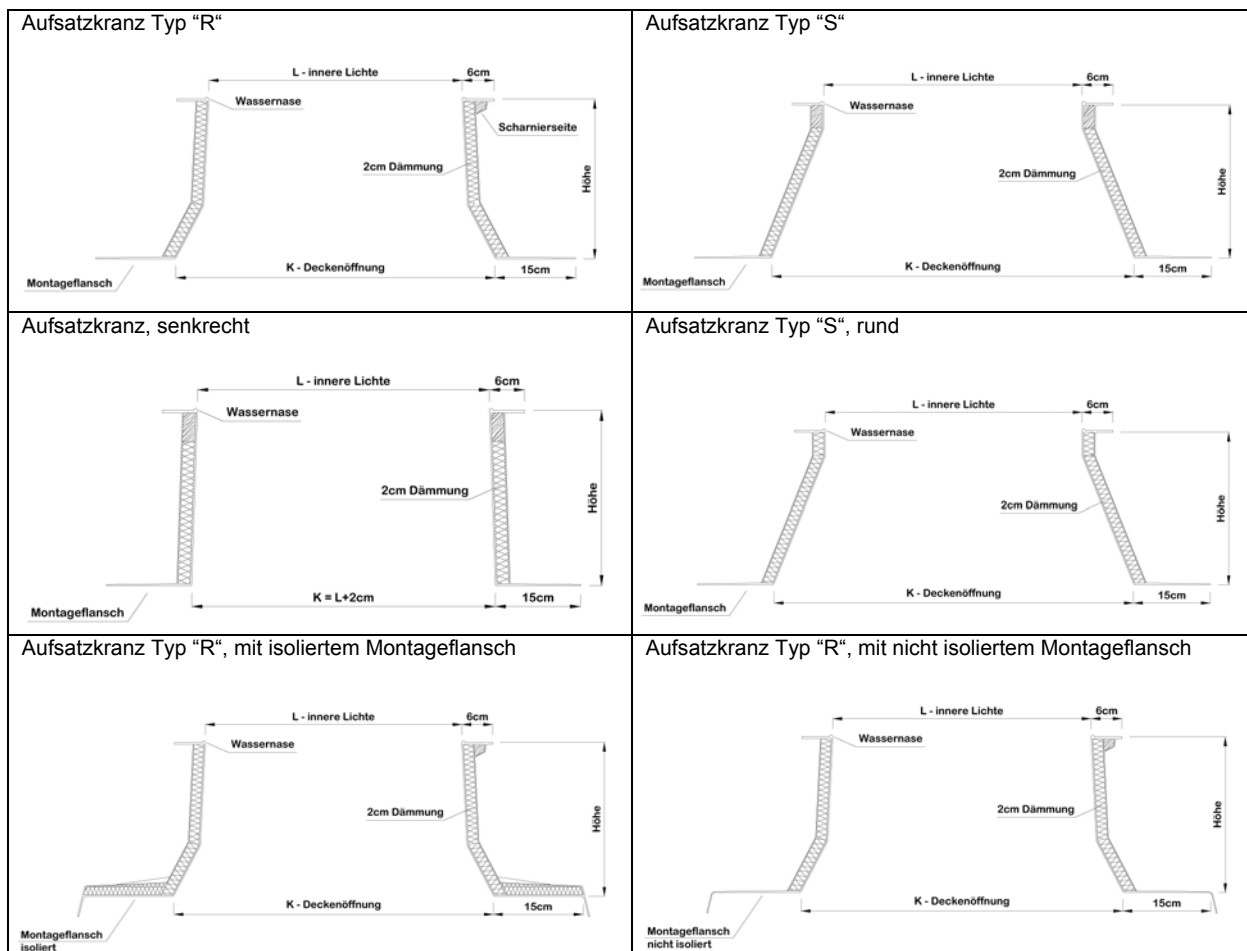 Aufsatzkranz Typ “R“
L - innere Lichte
6cm
Wassernase
Scharnierseite
2cm Dämmung
Höhe
K - Deckenöffnung
15cm
Montageflansch
Aufsatzkranz Typ “S“
L - innere Lichte
6cm
Wassernase
2cm Dämmung
Höhe
K - Deckenöffnung
15cm
Montageflansch
Aufsatzkranz, senkrecht
L - innere Lichte
6cm
Wassernase
2cm Dämmung
Höhe
K = L+2cm
15cm
Montageflansch
Aufsatzkranz Typ “S“, rund
L - innere Lichte
6cm
Wassernase
2cm Dämmung
Höhe
K - Deckenöffnung
15cm
Montageflansch
Aufsatzkranz Typ “R“, mit isoliertem Montageflansch
L - innere Lichte
6cm
Wassernase
2cm Dämmung
Höhe
K - Deckenöffnung
15cm
Montageflansch
isoliert
Aufsatzkranz Typ “R“, mit nicht isoliertem Montageflansch
L - innere Lichte
6cm
Wassernase
2cm Dämmung
Höhe
K - Deckenöffnung
15cm
Montageflansch
nicht isoliert